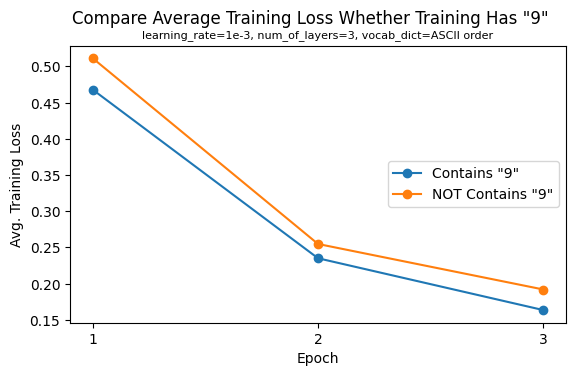 Compare Average Training Loss Whether Training Has "9"
learning_rate=1e-3, num_of_layers=3, vocab_dict=ASCII order
Avg. Training Loss
0.50
0.45
0.40
0.35
0.30
0.25
0.20
0.15
Contains "9"
NOT Contains "9"
1
2
3
Epoch